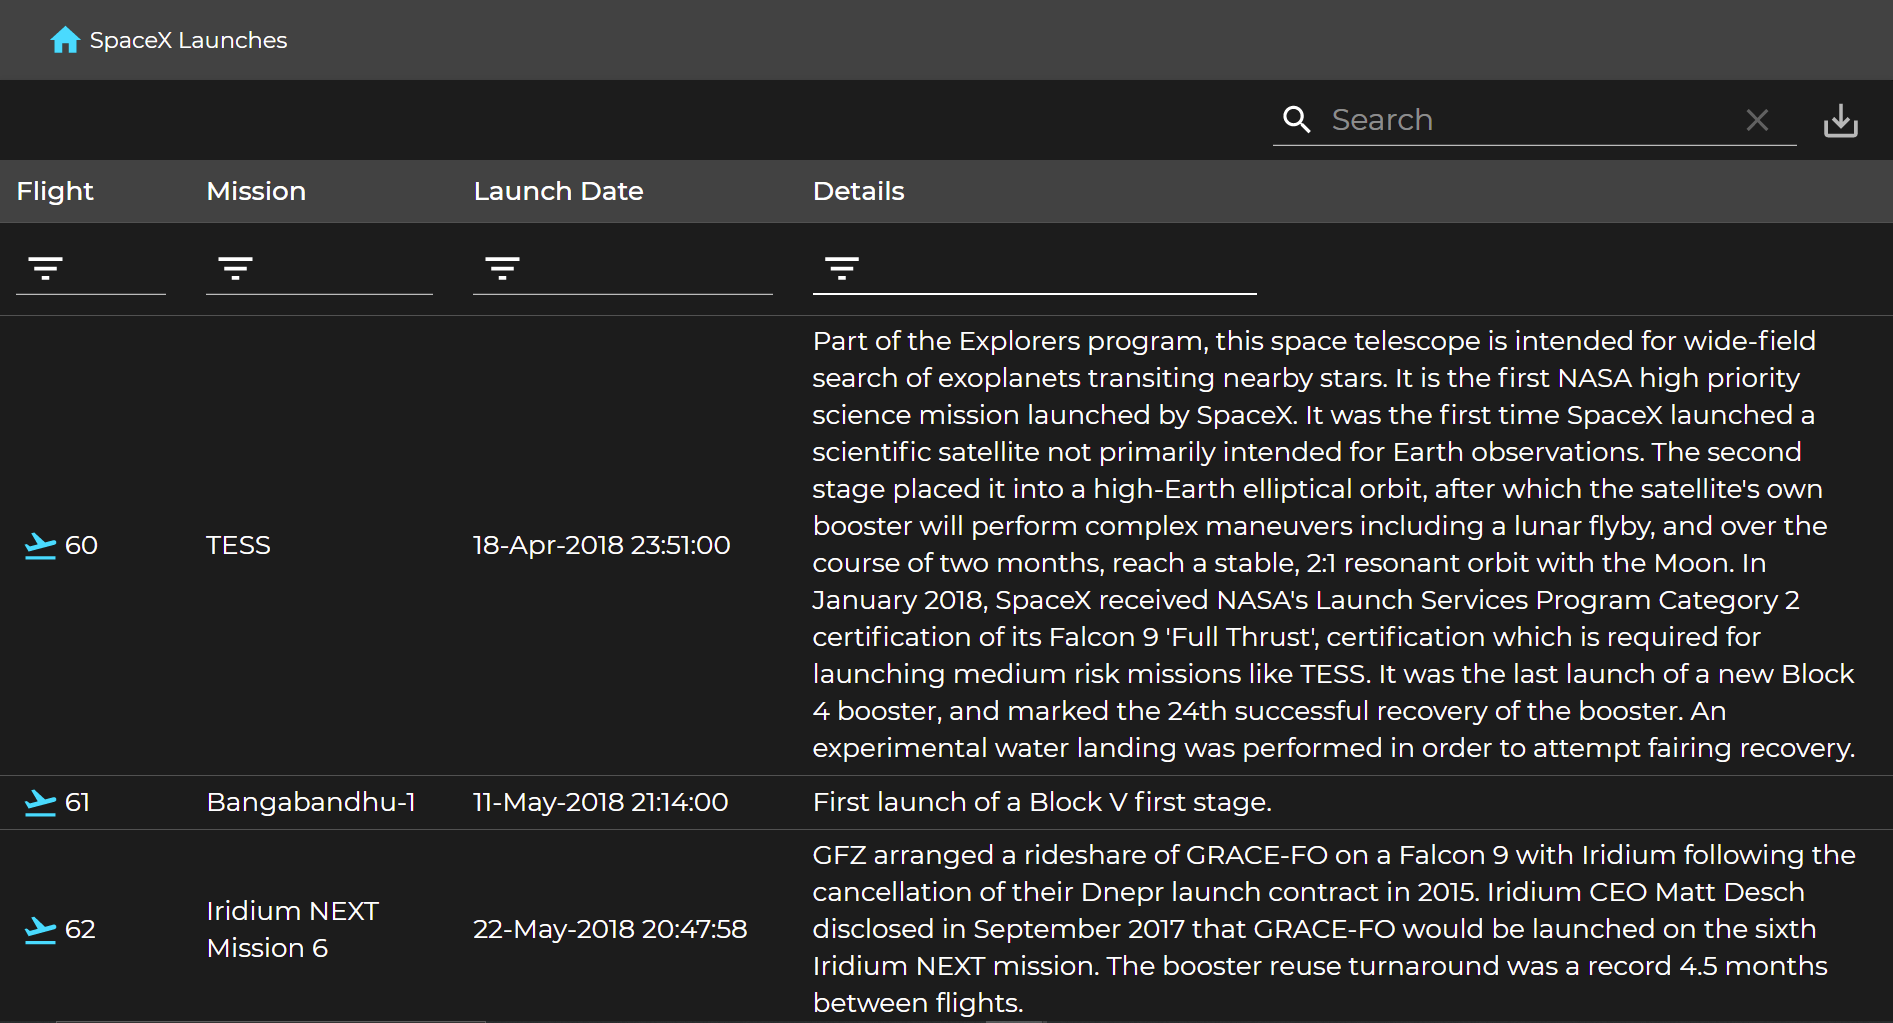 SpaceX Launches
Search
Flight Mission Launch Date Details
Part of the Explorers program, this space telescope is intended for wide-field
search of exoplanets transiting nearby stars. It is the first NASA high priority
science mission launched by SpaceX. It was the first time SpaceX launched a
scientific satellite not primarily intended for Earth observations. The second
stage placed it into a high-Earth elliptical orbit, after which the satellite's own
booster will perform complex maneuvers including a lunar flyby, and over the
60 TESS 18-Apr-2018 23:51:00
course of two months, reach a stable, 2:1 resonant orbit with the Moon. In
January 2018, SpaceX received NASA's Launch Services Program Category 2
certification of its Falcon 9 'Full Thrust', certification which is required for
launching medium risk missions like TESS. It was the last launch of a new Block
4 booster, and marked the 24th successful recovery of the booster. An
experimental water landing was performed in order to attempt fairing recovery.
61 Bangabandhu-1 11-May-2018 21:14:00 First launch of a Block V first stage.
GFZ arranged a rideshare of GRACE-FO on a Falcon 9 with Iridium following the
cancellation of their Dnepr launch contract in 2015. Iridium CEO Matt Desch
Iridium NEXT
62 22-May-2018 20:47:58 disclosed in September 2017 that GRACE-FO would be launched on the sixth
Mission 6
Iridium NEXT mission. The booster reuse turnaround was a record 4.5 months
between flights.